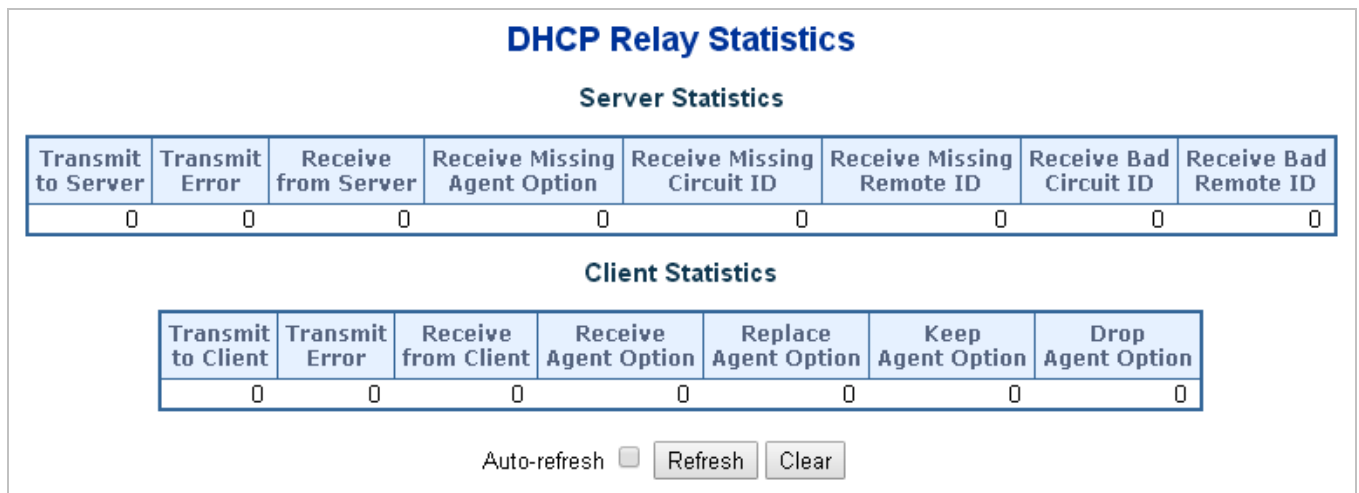 DHCP Relay Statistics
Server Statistics
Transmit to Server Transmit Error Receive from Server Receive Missing Agent Option Receive Missing Circuit ID Receive Missing Remote ID Receive Bad Circuit ID Receive Bad Remote ID
0 0 0 0 0 0 0 0
Client Statistics
Transmit to Client Transmit Error Receive from Client Receive Agent Option Replace Agent Option Keep Agent Option Drop Agent Option
0 0 0 0 0 0 0
Auto-refresh Refresh Clear